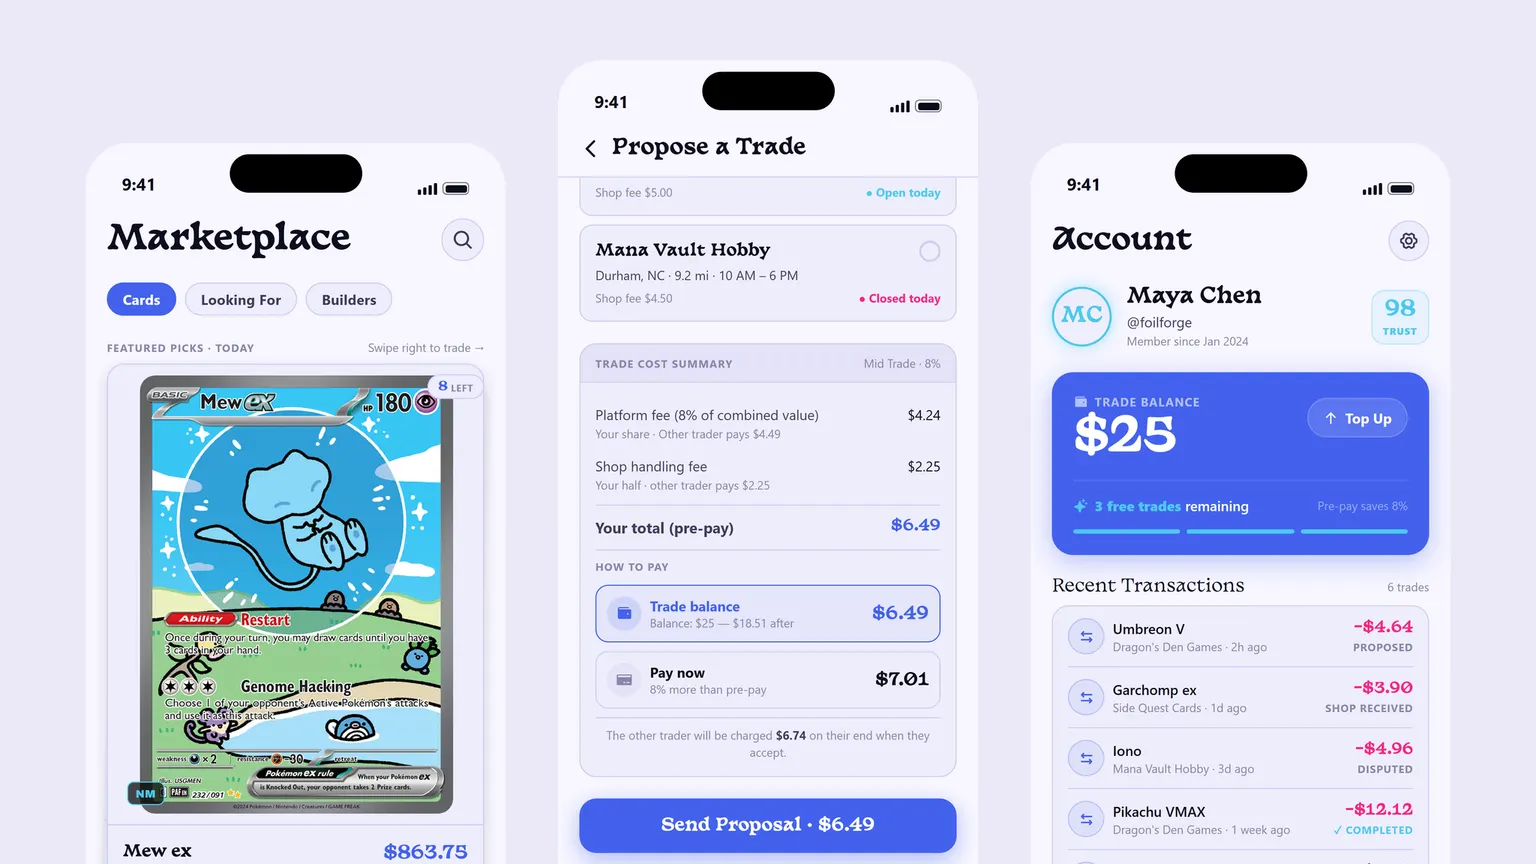 9:41
Marketplace
Cards
Looking For
Builders
FEATURED PICKS · TODAY
Swipe right to trade →
8 LEFT
BASIC
Mew ex
HP 180
Ability Restart
Once during your turn, you may draw cards until you have
3 cards in your hand.
Genome Hacking
Choose 1 of your opponent's Active Pokémon's attacks
and use it as this attack.
weakness ×2 resistance -30 retreat
Pokémon ex rule
When your Pokémon ex
is Knocked Out, your opponent takes 2 Prize cards.
Illus. USGMEN
NM
PAF EN 232/091
©2024 Pokémon / Nintendo / Creatures / GAME FREAK
Mew ex
$863.75
9:41
Propose a Trade
Shop fee $5.00
• Open today
Mana Vault Hobby
Durham, NC · 9.2 mi · 10 AM – 6 PM
Shop fee $4.50
• Closed today
TRADE COST SUMMARY
Mid Trade · 8%
Platform fee (8% of combined value)
$4.24
Your share · Other trader pays $4.49
Shop handling fee
$2.25
Your half · other trader pays $2.25
Your total (pre-pay)
$6.49
HOW TO PAY
Trade balance
Balance: $25 — $18.51 after
$6.49
Pay now
8% more than pre-pay
$7.01
The other trader will be charged $6.74 on their end when they
accept.
Send Proposal · $6.49
9:41
Account
MC
Maya Chen
@foilforge
Member since Jan 2024
98
TRUST
TRADE BALANCE
$25
↑ Top Up
3 free trades remaining
Pre-pay saves 8%
Recent Transactions
6 trades
Umbreon V
Dragon's Den Games · 2h ago
-$4.64
PROPOSED
Garchomp ex
Side Quest Cards · 1d ago
-$3.90
SHOP RECEIVED
Iono
Mana Vault Hobby · 3d ago
-$4.96
DISPUTED
Pikachu VMAX
Dragon's Den Games · 1 week ago
-$12.12
✓ COMPLETED